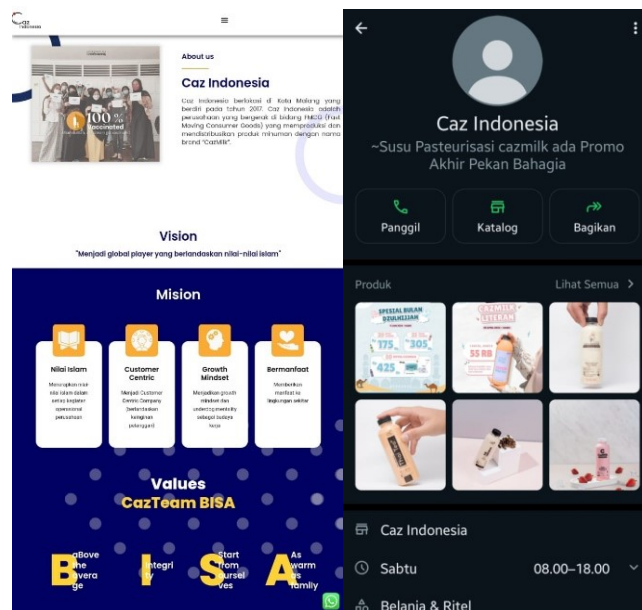 Caz
Indonesia
About us
Caz Indonesia
100 %
Vaccinated
Caz Indonesia berlokasi di Kota Malang yang
berdiri pada tahun 2017. Caz Indonesia adalah
perusahaan yang bergerak di bidang FMCG (Fast
Moving Consumer Goods) yang memproduksi dan
mendistribusikan produk minuman dengan nama
brand "CazMilk".
Vision
"Menjadi global player yang berlandaskan nilai-nilai islam"
Mision
Nilai Islam
Menerapkan nilai-
nilai islam dalam
setiap kegiatan
operasional
perusahaan
Customer
Centric
Menjadi Customer
Centric Company
(berlandaskan
keinginan
pelanggan)
Growth
Mindset
Menjadikan growth
mindset dan
underdog mentality
sebagai budaya
kerja
Bermanfaat
Memberikan
manfaat ke
lingkungan sekitar
Values
CazTeam BISA
B
aBove
the
avera
ge
I
Integri
ty
S
Start
from
oursel
ves
A
As
warm
as
family
Caz Indonesia
~Susu Pasteurisasi cazmilk ada Promo
Akhir Pekan Bahagia
Panggil
Katalog
Bagikan
Produk
Lihat Semua
SPESIAL BULAN
DZULHIJJAH
175
305
425
CAZMILK
LITERAN
55 RB
Caz Indonesia
Sabtu
08.00–18.00
Belanja & Ritel